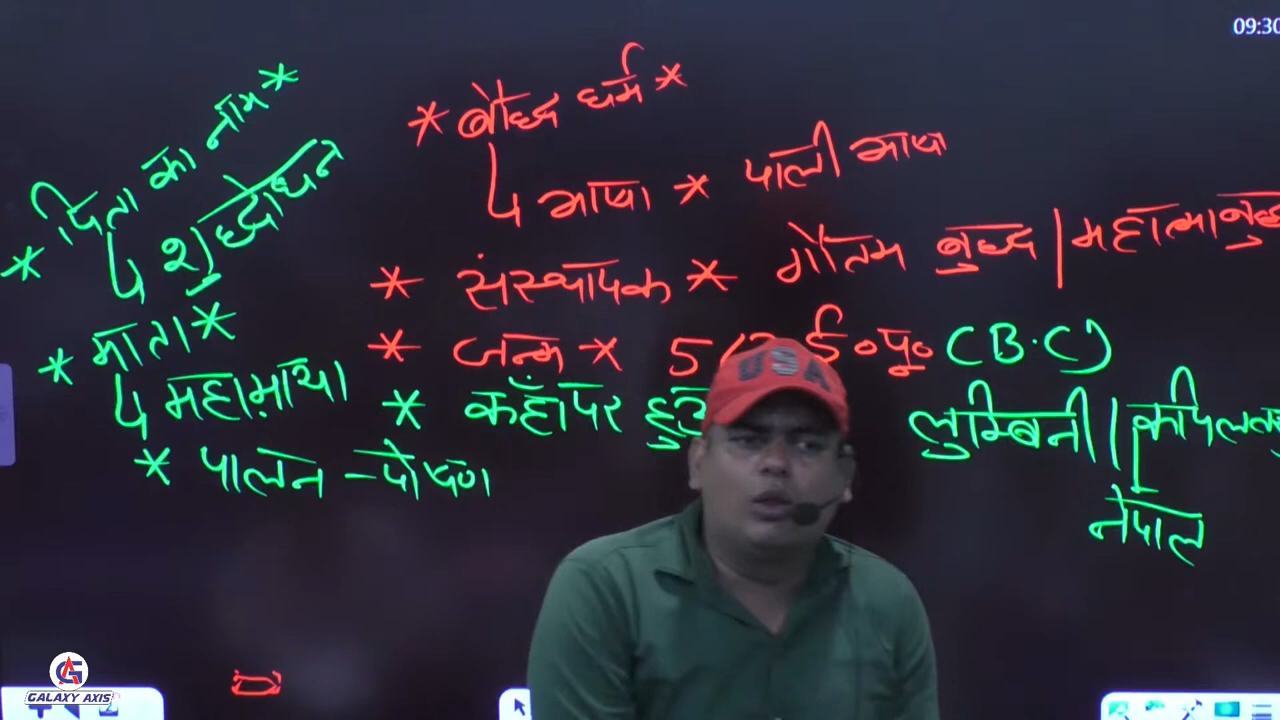 09:30
* बौद्ध धर्म *
भाषा * पाली भाषा
* संस्थापक * गौतम बुद्ध | महात्मा बुद्ध
* जन्म * 5 ई०पू० (B.C)
* कहाँ पर लुम्बिनी |
नेपाल
* पिता का नाम *
शुद्धोधन
* माता *
महामाया
* पालन - पोषण
USA
GALAXY AXIS